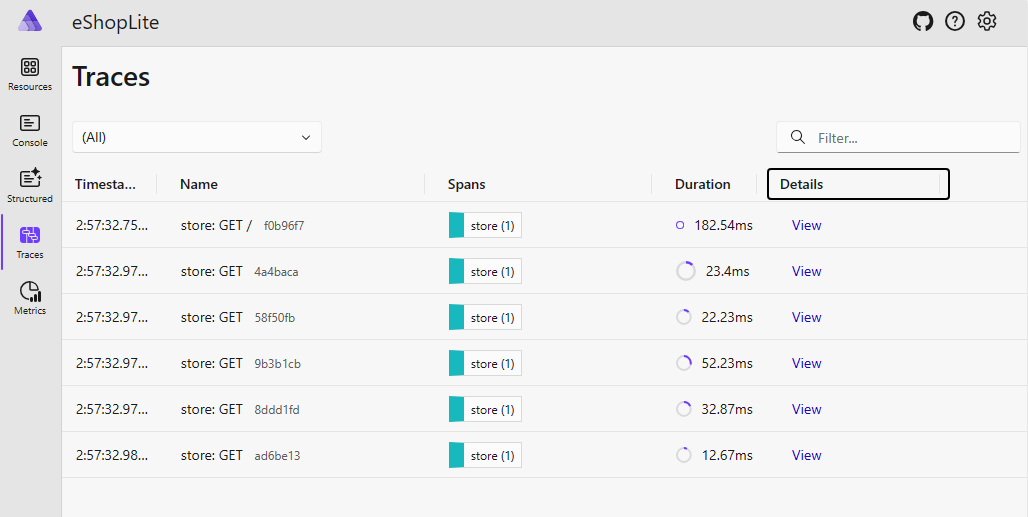 eShopLite
Resources
Console
Structured
Traces
Metrics
Traces
(All)
Filter...
Timesta... Name Spans Duration Details
2:57:32.75... store: GET / f0b96f7 store (1) 182.54ms View
2:57:32.97... store: GET 4a4baca store (1) 23.4ms View
2:57:32.97... store: GET 58f50fb store (1) 22.23ms View
2:57:32.97... store: GET 9b3b1cb store (1) 52.23ms View
2:57:32.97... store: GET 8ddd1fd store (1) 32.87ms View
2:57:32.98... store: GET ad6be13 store (1) 12.67ms View